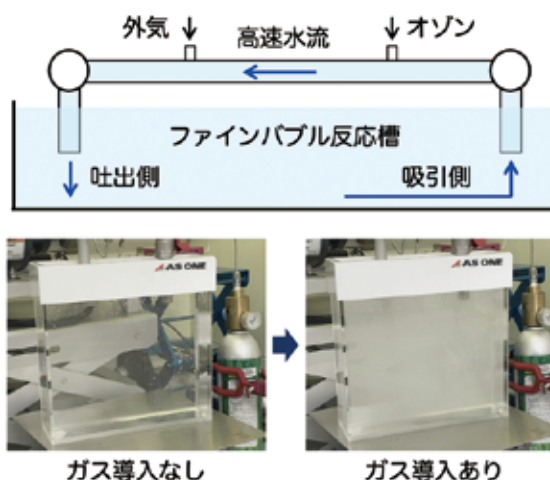 外気
高速水流
オゾン
ファインバブル反応槽
吐出側
吸引側
AS ONE
AS ONE
ガス導入なし
ガス導入あり